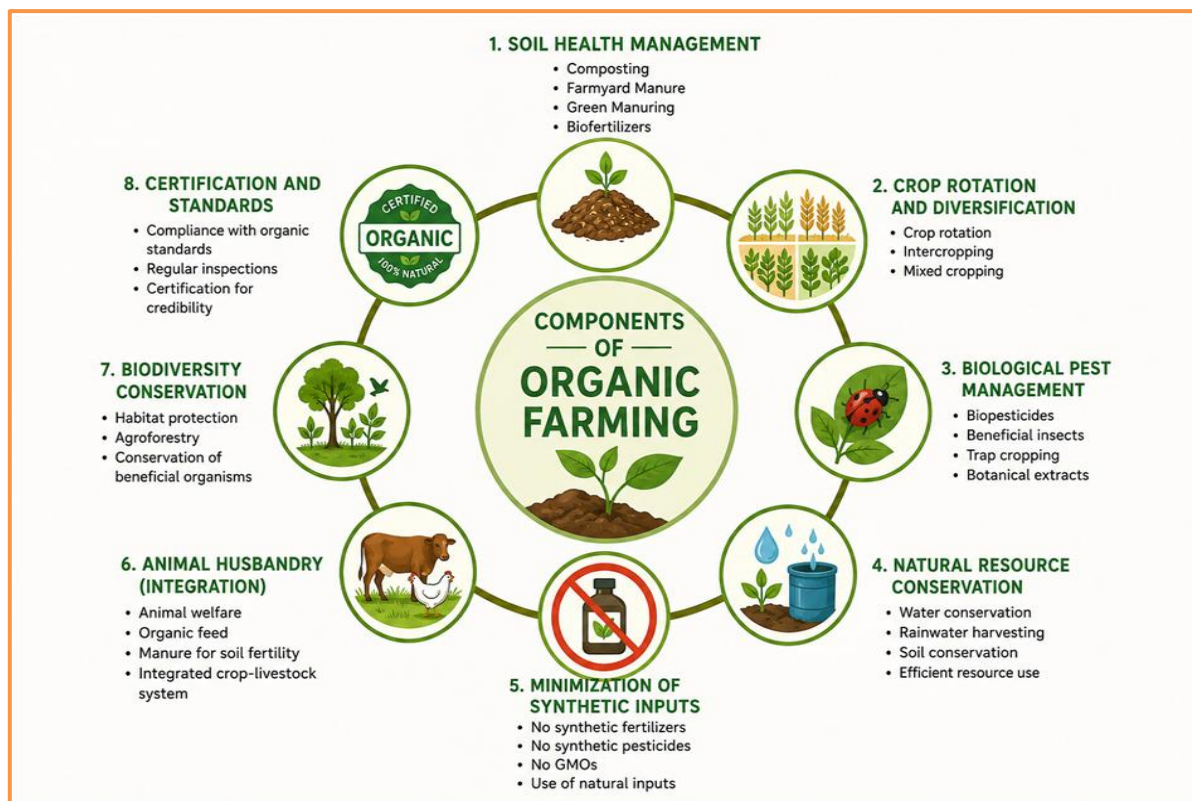 1. SOIL HEALTH MANAGEMENT
• Composting
• Farmyard Manure
• Green Manuring
• Biofertilizers
2. CROP ROTATION
AND DIVERSIFICATION
• Crop rotation
• Intercropping
• Mixed cropping
3. BIOLOGICAL PEST
MANAGEMENT
• Biopesticides
• Beneficial insects
• Trap cropping
• Botanical extracts
4. NATURAL RESOURCE
CONSERVATION
• Water conservation
• Rainwater harvesting
• Soil conservation
• Efficient resource use
5. MINIMIZATION OF
SYNTHETIC INPUTS
• No synthetic fertilizers
• No synthetic pesticides
• No GMOs
• Use of natural inputs
6. ANIMAL HUSBANDRY
(INTEGRATION)
• Animal welfare
• Organic feed
• Manure for soil fertility
• Integrated crop-livestock
system
7. BIODIVERSITY
CONSERVATION
• Habitat protection
• Agroforestry
• Conservation of
beneficial organisms
8. CERTIFICATION AND
STANDARDS
• Compliance with organic
standards
• Regular inspections
• Certification for
credibility
CERTIFIED
ORGANIC
100% NATURAL
COMPONENTS
OF
ORGANIC
FARMING